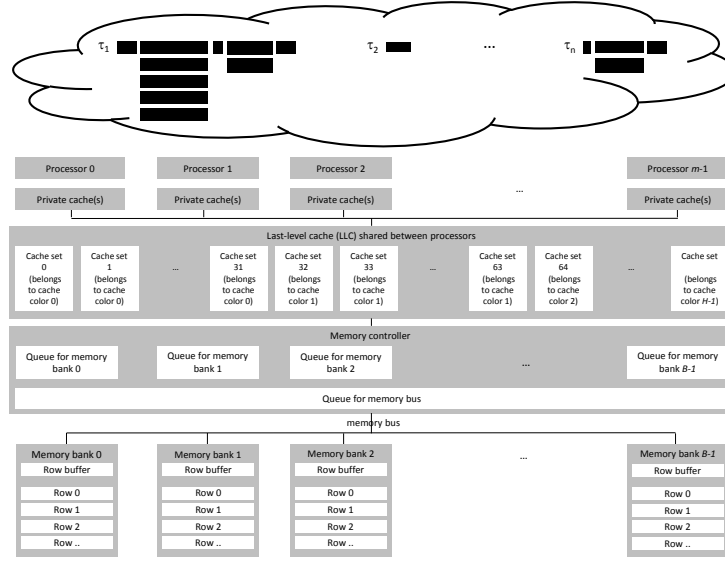 τ1 τ2 ... τn
Processor 0 Processor 1 Processor 2 Processor m-1
Private cache(s) Private cache(s) Private cache(s) ... Private cache(s)
Last-level cache (LLC) shared between processors
Cache set Cache set Cache set Cache set Cache set Cache set Cache set Cache set
0 1 ... 31 32 33 ... 63 64 ...
(belongs (belongs (belongs (belongs (belongs (belongs (belongs (belongs
to cache to cache to cache to cache to cache to cache to cache to cache
color 0) color 0) color 0) color 1) color 1) color 1) color 2) color H-1)
Memory controller
Queue for memory Queue for memory Queue for memory Queue for memory
bank 0 bank 1 bank 2 ... bank B-1
Queue for memory bus
memory bus
Memory bank 0 Memory bank 1 Memory bank 2 ... Memory bank B-1
Row buffer Row buffer Row buffer Row buffer
Row 0 Row 0 Row 0 Row 0
Row 1 Row 1 Row 1 Row 1
Row 2 Row 2 Row 2 Row 2
Row .. Row .. Row .. Row ..